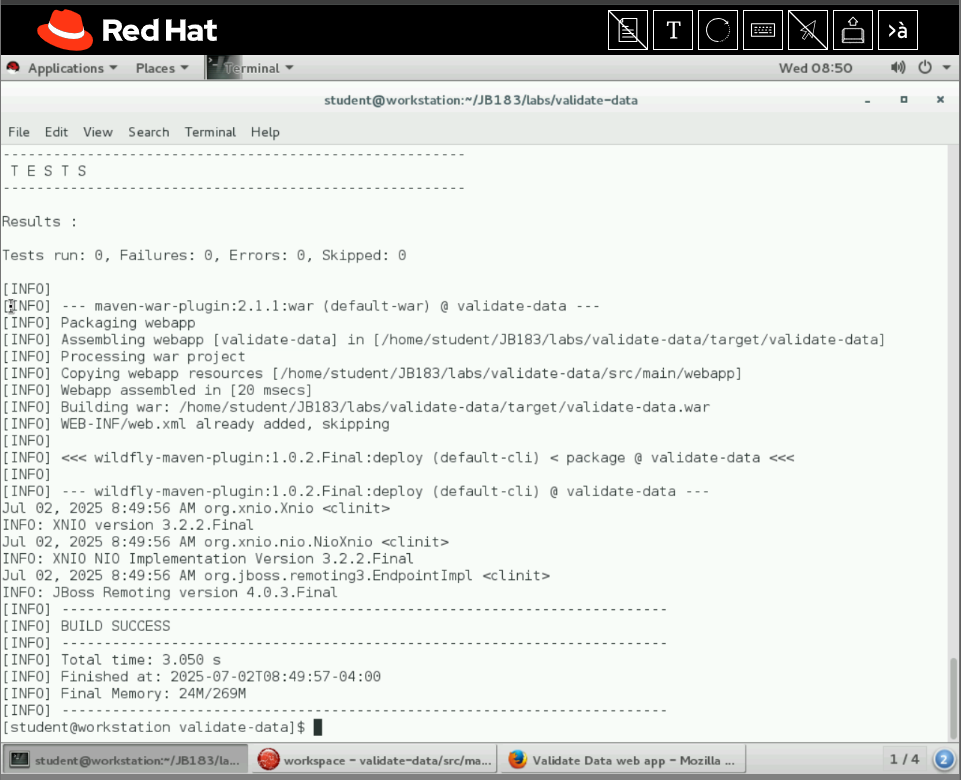 Red Hat
T
>à
Applications Places Terminal Wed 08:50
student@workstation:~/JB183/labs/validate-data
File Edit View Search Terminal Help
-------------------------------------------------------
 T E S T S
-------------------------------------------------------
Results :
Tests run: 0, Failures: 0, Errors: 0, Skipped: 0
[INFO]
[INFO] --- maven-war-plugin:2.1.1:war (default-war) @ validate-data ---
[INFO] Packaging webapp
[INFO] Assembling webapp [validate-data] in [/home/student/JB183/labs/validate-data/target/validate-data]
[INFO] Processing war project
[INFO] Copying webapp resources [/home/student/JB183/labs/validate-data/src/main/webapp]
[INFO] Webapp assembled in [20 msecs]
[INFO] Building war: /home/student/JB183/labs/validate-data/target/validate-data.war
[INFO] WEB-INF/web.xml already added, skipping
[INFO]
[INFO] <<< wildfly-maven-plugin:1.0.2.Final:deploy (default-cli) < package @ validate-data <<<
[INFO]
[INFO] --- wildfly-maven-plugin:1.0.2.Final:deploy (default-cli) @ validate-data ---
Jul 02, 2025 8:49:56 AM org.xnio.Xnio <clinit>
INFO: XNIO version 3.2.2.Final
Jul 02, 2025 8:49:56 AM org.xnio.nio.NioXnio <clinit>
INFO: XNIO NIO Implementation Version 3.2.2.Final
Jul 02, 2025 8:49:56 AM org.jboss.remoting3.EndpointImpl <clinit>
INFO: JBoss Remoting version 4.0.3.Final
[INFO] ------------------------------------------------------------------------
[INFO] BUILD SUCCESS
[INFO] ------------------------------------------------------------------------
[INFO] Total time: 3.050 s
[INFO] Finished at: 2025-07-02T08:49:57-04:00
[INFO] Final Memory: 24M/269M
[INFO] ------------------------------------------------------------------------
[student@workstation validate-data]$
student@workstation:~/JB183/la... workspace - validate-data/src/ma... Validate Data web app - Mozilla ... 1 / 4 2